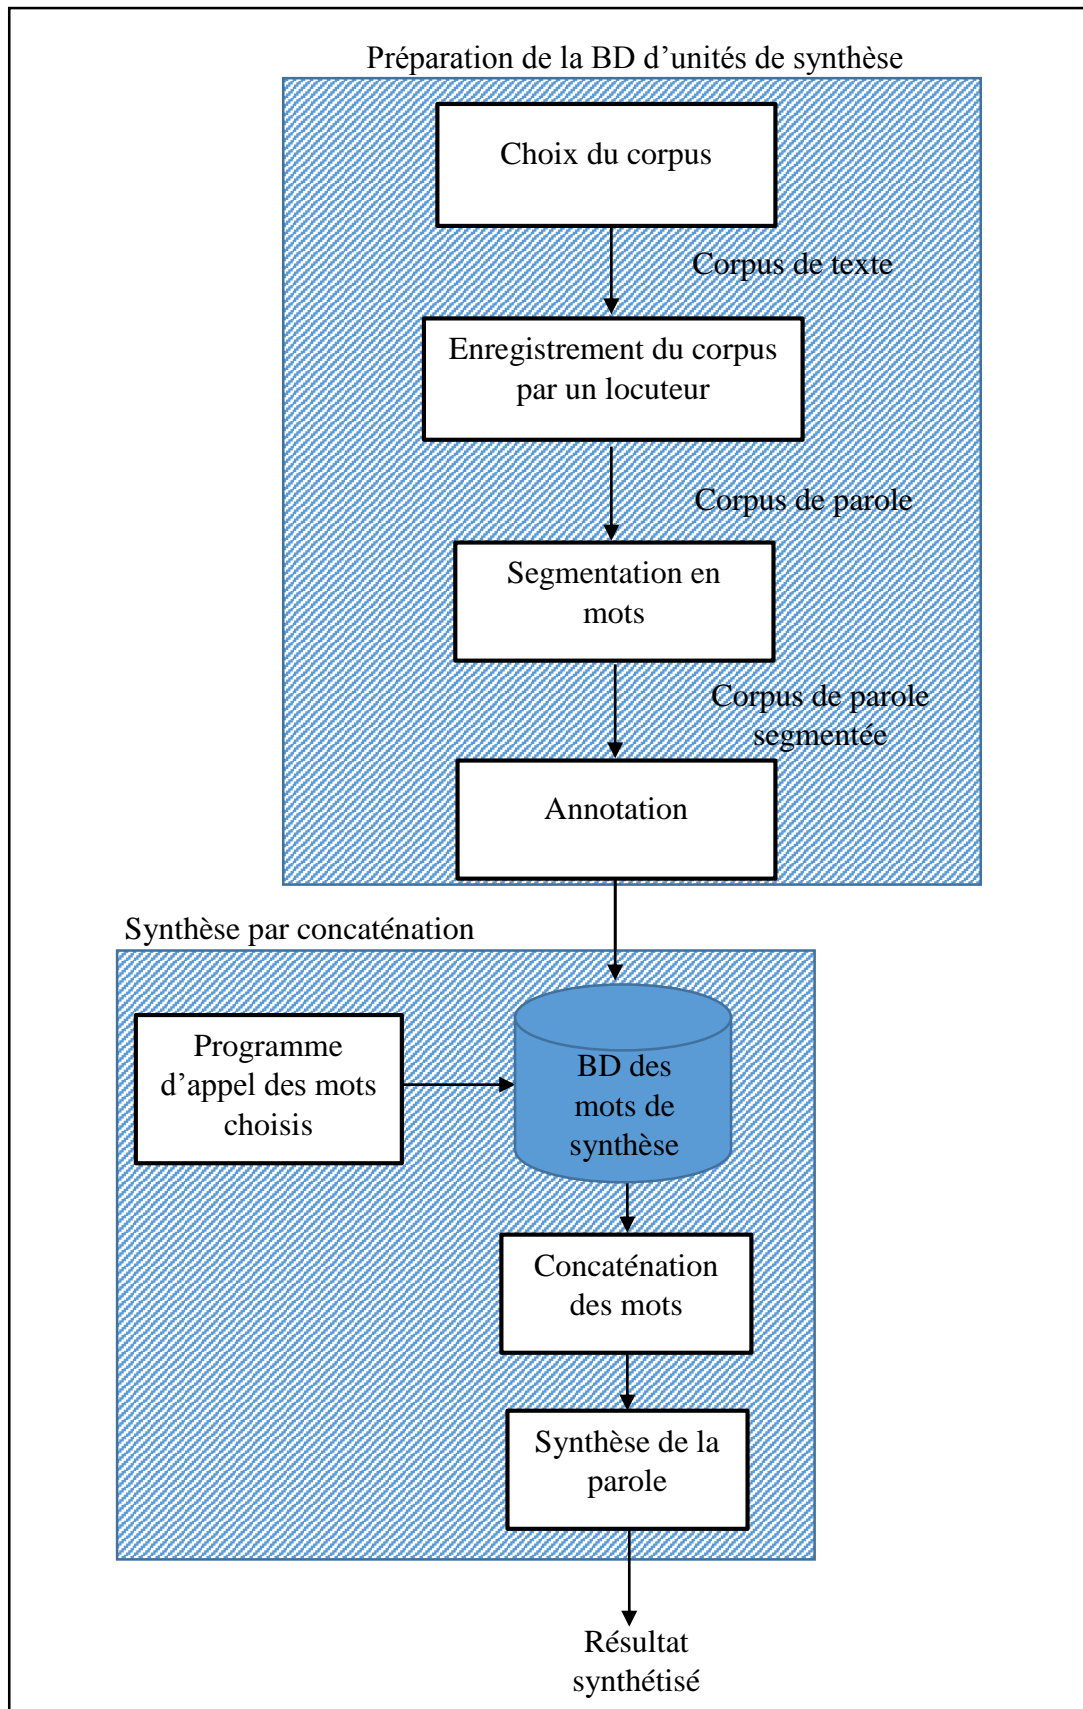 Préparation de la BD d’unités de synthèse
Choix du corpus
Corpus de texte
Enregistrement du corpus
par un locuteur
Corpus de parole
Segmentation en
mots
Corpus de parole
segmentée
Annotation
Synthèse par concaténation
Programme
d’appel des mots
choisis
BD des
mots de
synthèse
Concaténation
des mots
Synthèse de la
parole
Résultat
synthétisé